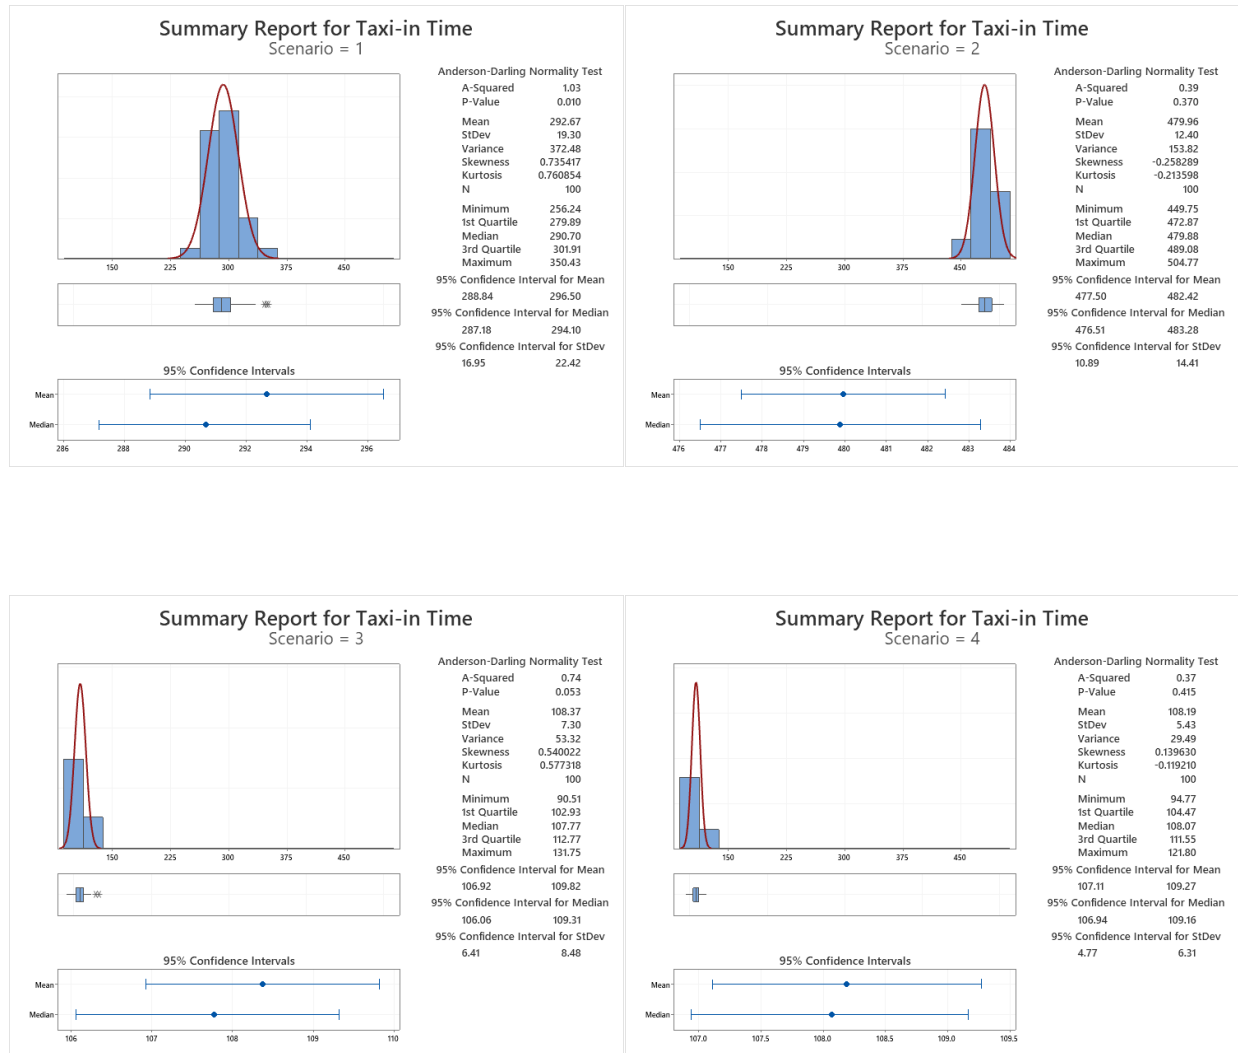 Summary Report for Taxi-in Time
Scenario = 1
Anderson-Darling Normality Test
A-Squared 1.03
P-Value 0.010
Mean 292.67
StDev 19.30
Variance 372.48
Skewness 0.735417
Kurtosis 0.760854
N 100
Minimum 256.24
1st Quartile 279.89
Median 290.70
3rd Quartile 301.91
Maximum 350.43
95% Confidence Interval for Mean
288.84 296.50
95% Confidence Interval for Median
287.18 294.10
95% Confidence Interval for StDev
16.95 22.42
150 225 300 375 450
95% Confidence Intervals
Mean
Median
286 288 290 292 294 296
Summary Report for Taxi-in Time
Scenario = 2
Anderson-Darling Normality Test
A-Squared 0.39
P-Value 0.370
Mean 479.96
StDev 12.40
Variance 153.82
Skewness -0.258289
Kurtosis -0.213598
N 100
Minimum 449.75
1st Quartile 472.87
Median 479.88
3rd Quartile 489.08
Maximum 504.77
95% Confidence Interval for Mean
477.50 482.42
95% Confidence Interval for Median
476.51 483.28
95% Confidence Interval for StDev
10.89 14.41
150 225 300 375 450
95% Confidence Intervals
Mean
Median
476 477 478 479 480 481 482 483 484
Summary Report for Taxi-in Time
Scenario = 3
Anderson-Darling Normality Test
A-Squared 0.74
P-Value 0.053
Mean 108.37
StDev 7.30
Variance 53.32
Skewness 0.540022
Kurtosis 0.577318
N 100
Minimum 90.51
1st Quartile 102.93
Median 107.77
3rd Quartile 112.77
Maximum 131.75
95% Confidence Interval for Mean
106.92 109.82
95% Confidence Interval for Median
106.06 109.31
95% Confidence Interval for StDev
6.41 8.48
150 225 300 375 450
95% Confidence Intervals
Mean
Median
106 107 108 109 110
Summary Report for Taxi-in Time
Scenario = 4
Anderson-Darling Normality Test
A-Squared 0.37
P-Value 0.415
Mean 108.19
StDev 5.43
Variance 29.49
Skewness 0.139630
Kurtosis -0.119210
N 100
Minimum 94.77
1st Quartile 104.47
Median 108.07
3rd Quartile 111.55
Maximum 121.80
95% Confidence Interval for Mean
107.11 109.27
95% Confidence Interval for Median
106.94 109.16
95% Confidence Interval for StDev
4.77 6.31
150 225 300 375 450
95% Confidence Intervals
Mean
Median
107.0 107.5 108.0 108.5 109.0 109.5